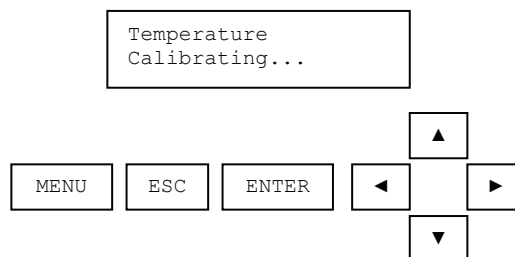 Temperature
Calibrating...
▲
MENU ESC ENTER ◄ ►
▼